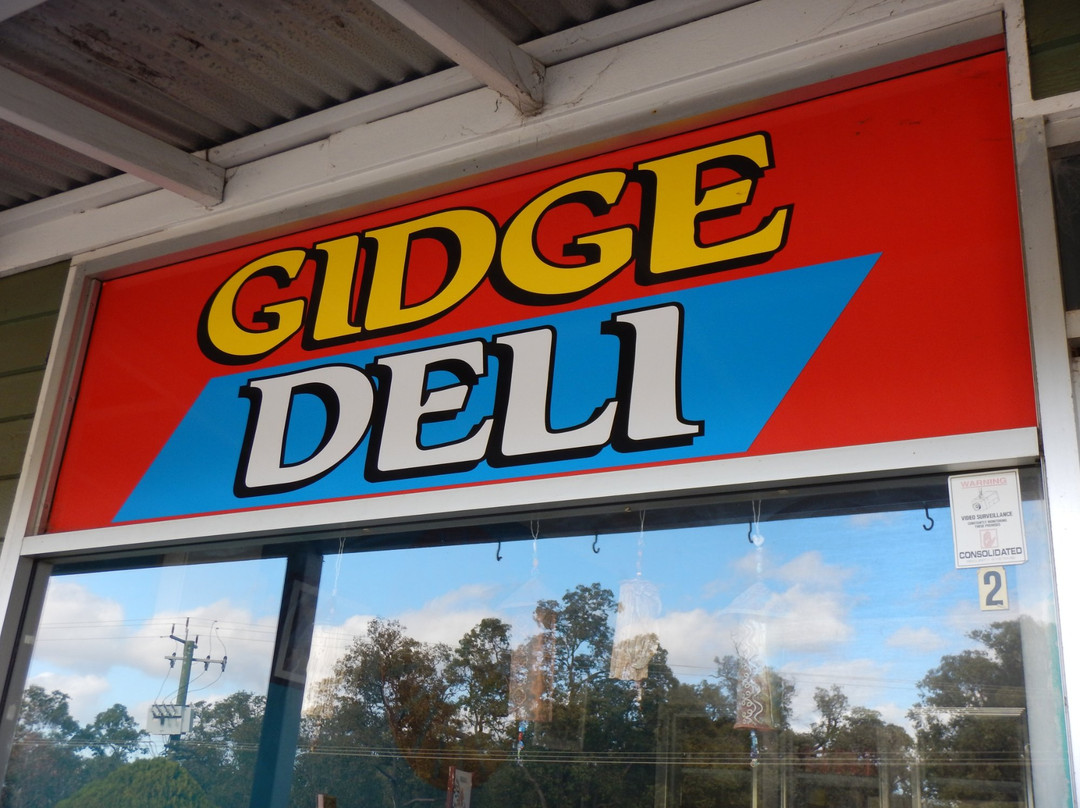 GIDGE
DELI
WARNING
VIDEO SURVEILLANCE
CONSOLIDATED
2